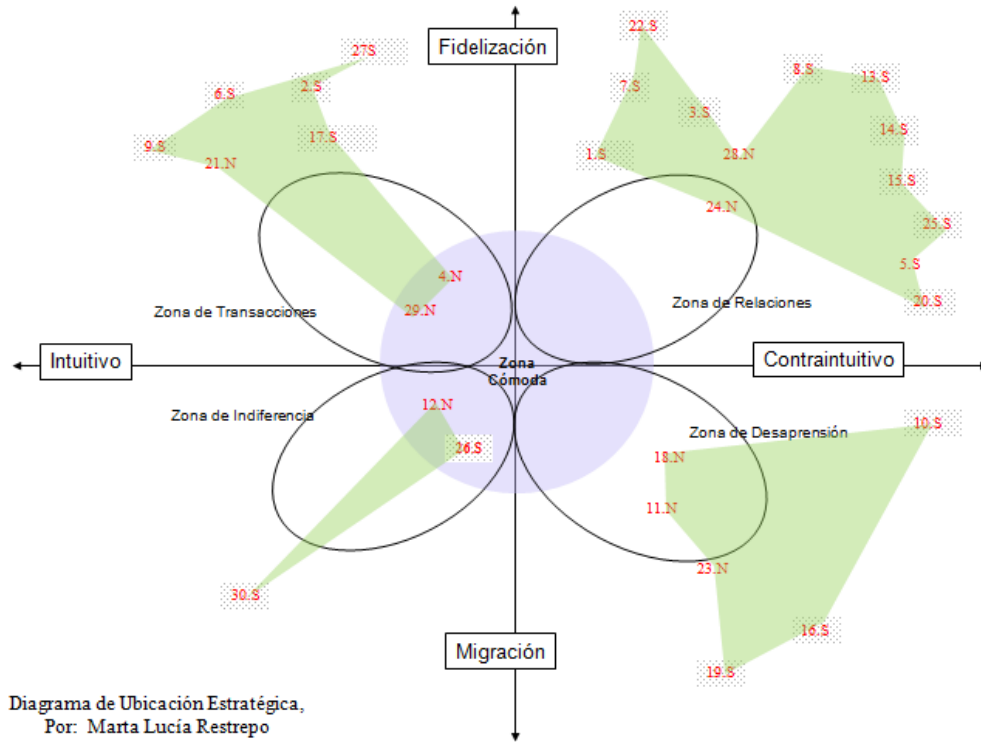 22.S
Fidelización
27S
8.S
13.S
7.S
2.S
6.S
3.S
14.S
17.S
9.S
21.N
1.S
28.N
15.S
24.N
25.S
5.S
4.N
20.S
29.N
Zona de Transacciones
Zona de Relaciones
Intuitivo
Zona
Cómoda
Contraintuitivo
12.N
Zona de Indiferencia
10.S
Zona de Desaprensión
26.S
18.N
11.N
23.N
30.S
16.S
Migración
19.S
Diagrama de Ubicación Estratégica,
Por: Marta Lucía Restrepo